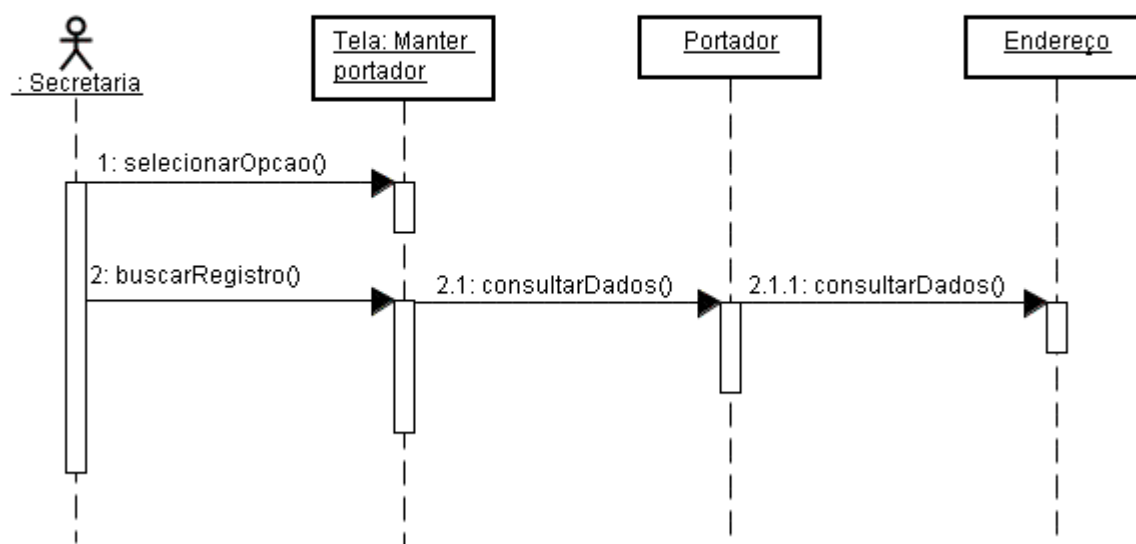 Tela: Manter
portador
Portador
Endereço
: Secretaria
1: selecionarOpcao()
2: buscarRegistro()
2.1: consultarDados()
2.1.1: consultarDados()